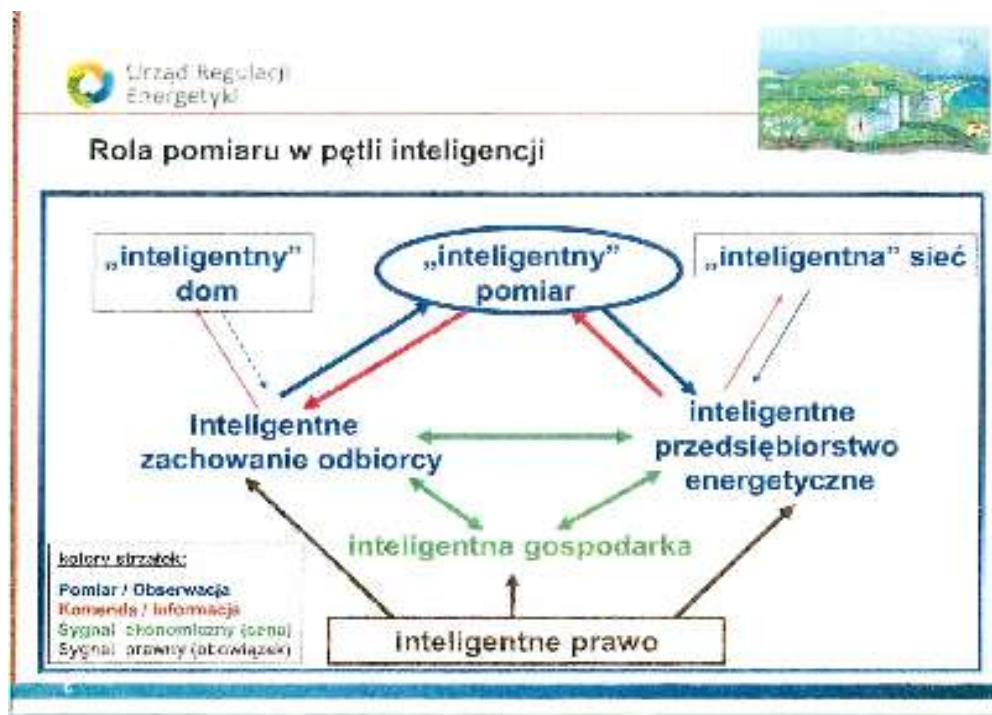 Urząd Regulacji
Energetyki
Rola pomiaru w pętli inteligencji
„inteligentny”
dom
„inteligentny”
pomiar
„inteligentna” sieć
inteligentne
zachowanie odbiorcy
inteligentne
przedsiębiorstwo
energetyczne
inteligentna gospodarka
kolory strzałek:
Pomiar / Obserwacja
Komenda / Informacja
Sygnał ekonomiczny (cena)
Sygnał prawny (obowiązek)
inteligentne prawo